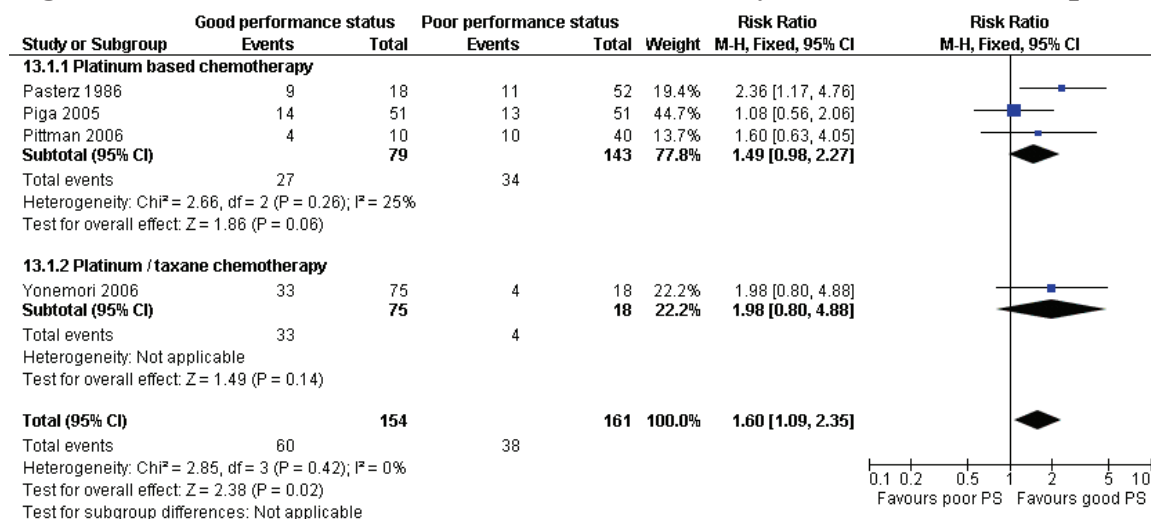 Good performance status Poor performance status Risk Ratio Risk Ratio
Study or Subgroup Events Total Events Total Weight M-H, Fixed, 95% CI M-H, Fixed, 95% CI
13.1.1 Platinum based chemotherapy
Pasterz 1986 9 18 11 52 19.4% 2.36 [1.17, 4.76]
Piga 2005 14 51 13 51 44.7% 1.08 [0.56, 2.06]
Pittman 2006 4 10 10 40 13.7% 1.60 [0.63, 4.05]
Subtotal (95% CI) 79 143 77.8% 1.49 [0.98, 2.27]
Total events 27 34
Heterogeneity: Chi² = 2.66, df = 2 (P = 0.26); I² = 25%
Test for overall effect: Z = 1.86 (P = 0.06)
13.1.2 Platinum / taxane chemotherapy
Yonemori 2006 33 75 4 18 22.2% 1.98 [0.80, 4.88]
Subtotal (95% CI) 75 18 22.2% 1.98 [0.80, 4.88]
Total events 33 4
Heterogeneity: Not applicable
Test for overall effect: Z = 1.49 (P = 0.14)
Total (95% CI) 154 161 100.0% 1.60 [1.09, 2.35]
Total events 60 38
Heterogeneity: Chi² = 2.85, df = 3 (P = 0.42); I² = 0%
Test for overall effect: Z = 2.38 (P = 0.02)
Test for subgroup differences: Not applicable
0.1 0.2 0.5 1 2 5 10
Favours poor PS Favours good PS